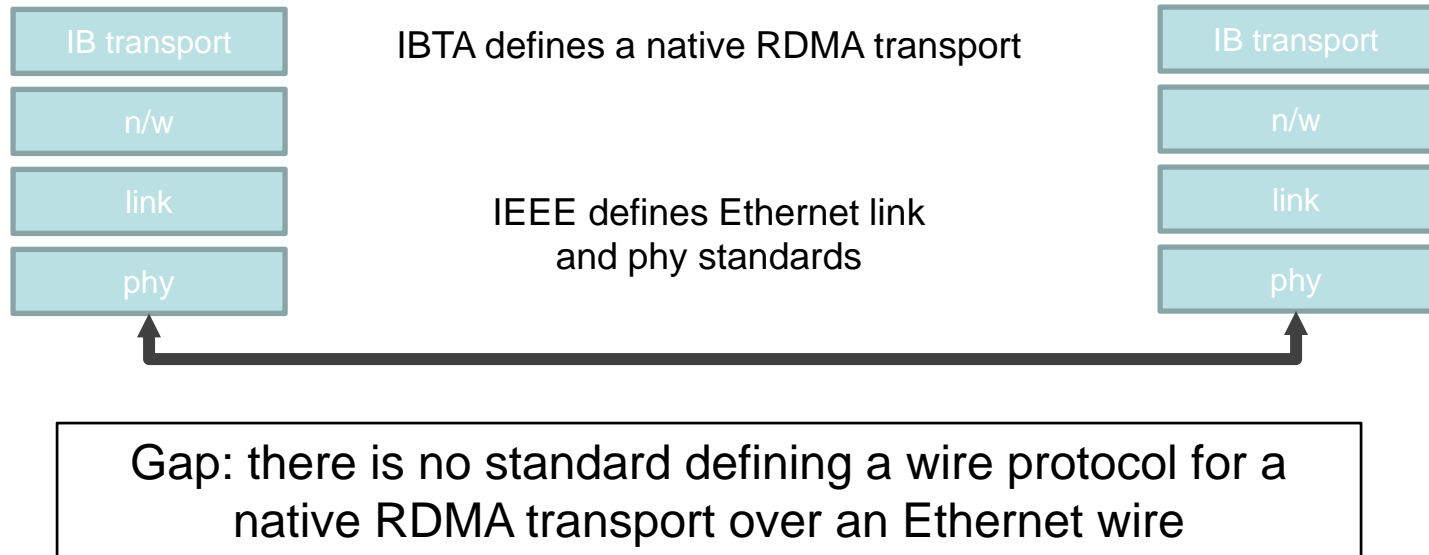 IB transport
IBTA defines a native RDMA transport
IB transport
n/w
n/w
link
IEEE defines Ethernet link
and phy standards
link
phy
phy
Gap: there is no standard defining a wire protocol for a
native RDMA transport over an Ethernet wire